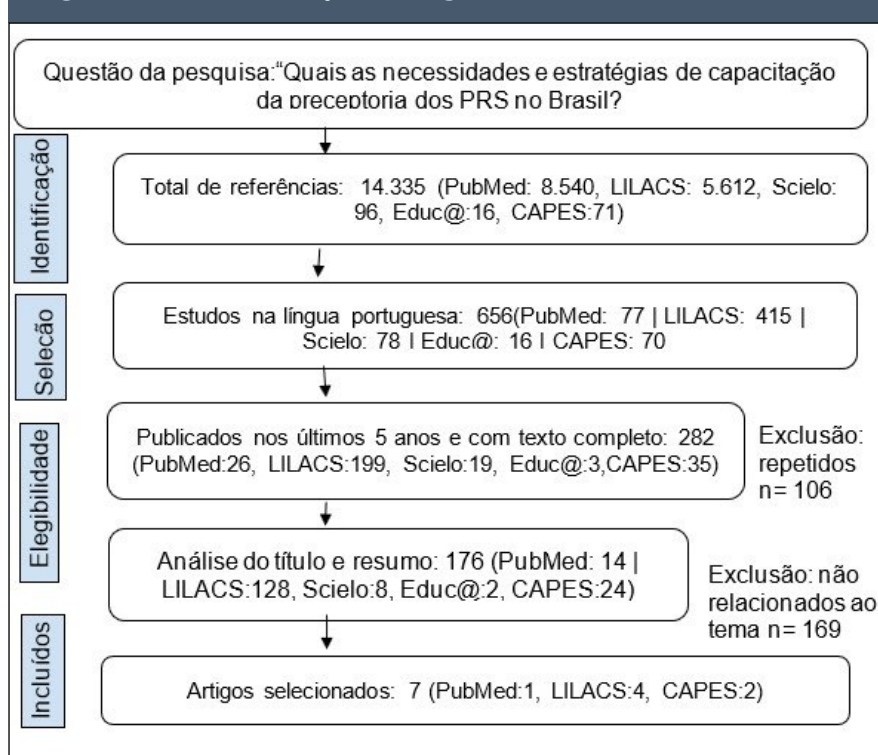 Questão da pesquisa:“Quais as necessidades e estratégias de capacitação
da preceptoria dos PRS no Brasil?
Identificação
Total de referências: 14.335 (PubMed: 8.540, LILACS: 5.612, Scielo:
96, Educ@:16, CAPES:71)
Seleção
Estudos na língua portuguesa: 656(PubMed: 77 | LILACS: 415 |
Scielo: 78 I Educ@: 16 I CAPES: 70
Elegibilidade
Publicados nos últimos 5 anos e com texto completo: 282
(PubMed:26, LILACS:199, Scielo:19, Educ@:3,CAPES:35)
Exclusão:
repetidos
n= 106
Análise do título e resumo: 176 (PubMed: 14 |
LILACS:128, Scielo:8, Educ@:2, CAPES:24)
Exclusão: não
relacionados ao
tema n= 169
Incluídos
Artigos selecionados: 7 (PubMed:1, LILACS:4, CAPES:2)